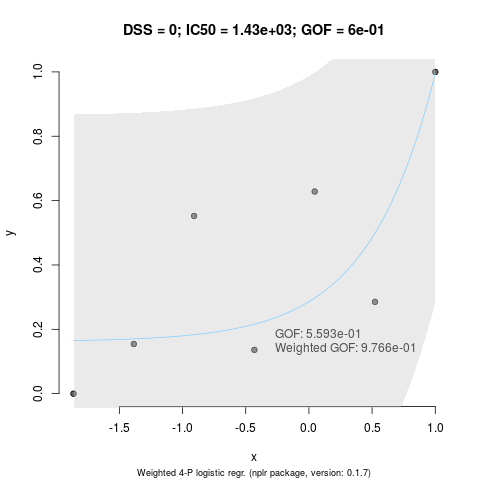 DSS = 0; IC50 = 1.43e+03; GOF = 6e-01
1.0
0.8
0.6
0.4
0.2
0.0
y
GOF: 5.593e-01
Weighted GOF: 9.766e-01
-1.5 -1.0 -0.5 0.0 0.5 1.0
x
Weighted 4-P logistic regr. (nplr package, version: 0.1.7)